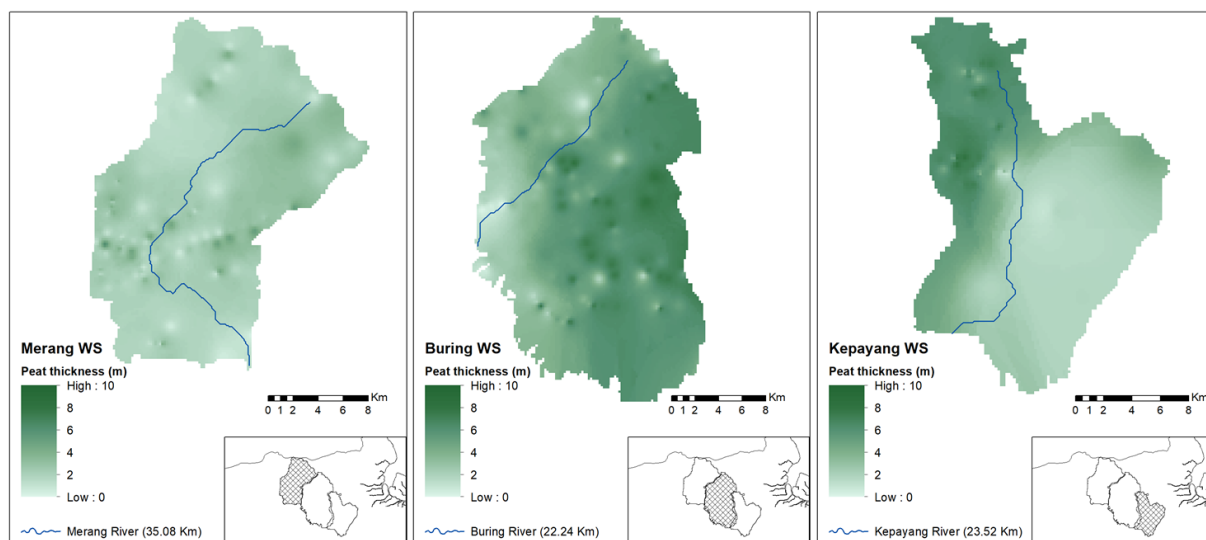 Merang WS
Peat thickness (m)
High : 10
8
6
4
2
Low : 0
Km
0 1 2 4 6 8
Merang River (35.08 Km)
Buring WS
Peat thickness (m)
High : 10
8
6
4
2
Low : 0
Km
0 1 2 4 6 8
Buring River (22.24 Km)
Kepayang WS
Peat thickness (m)
High : 10
8
6
4
2
Low : 0
Km
0 1 2 4 6 8
Kepayang River (23.52 Km)